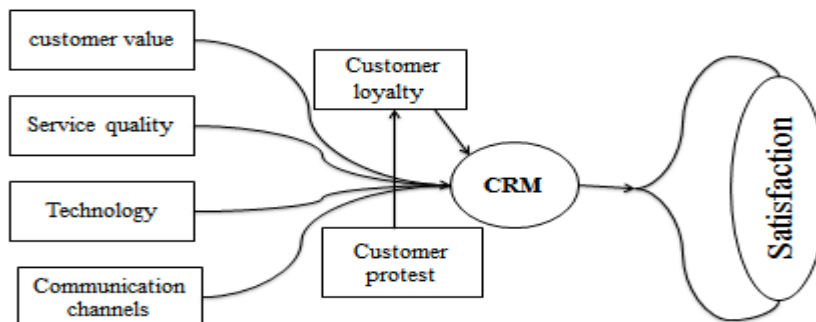 customer value
Service quality
Technology
Communication
channels
Customer
loyalty
Customer
protest
CRM
Satisfaction